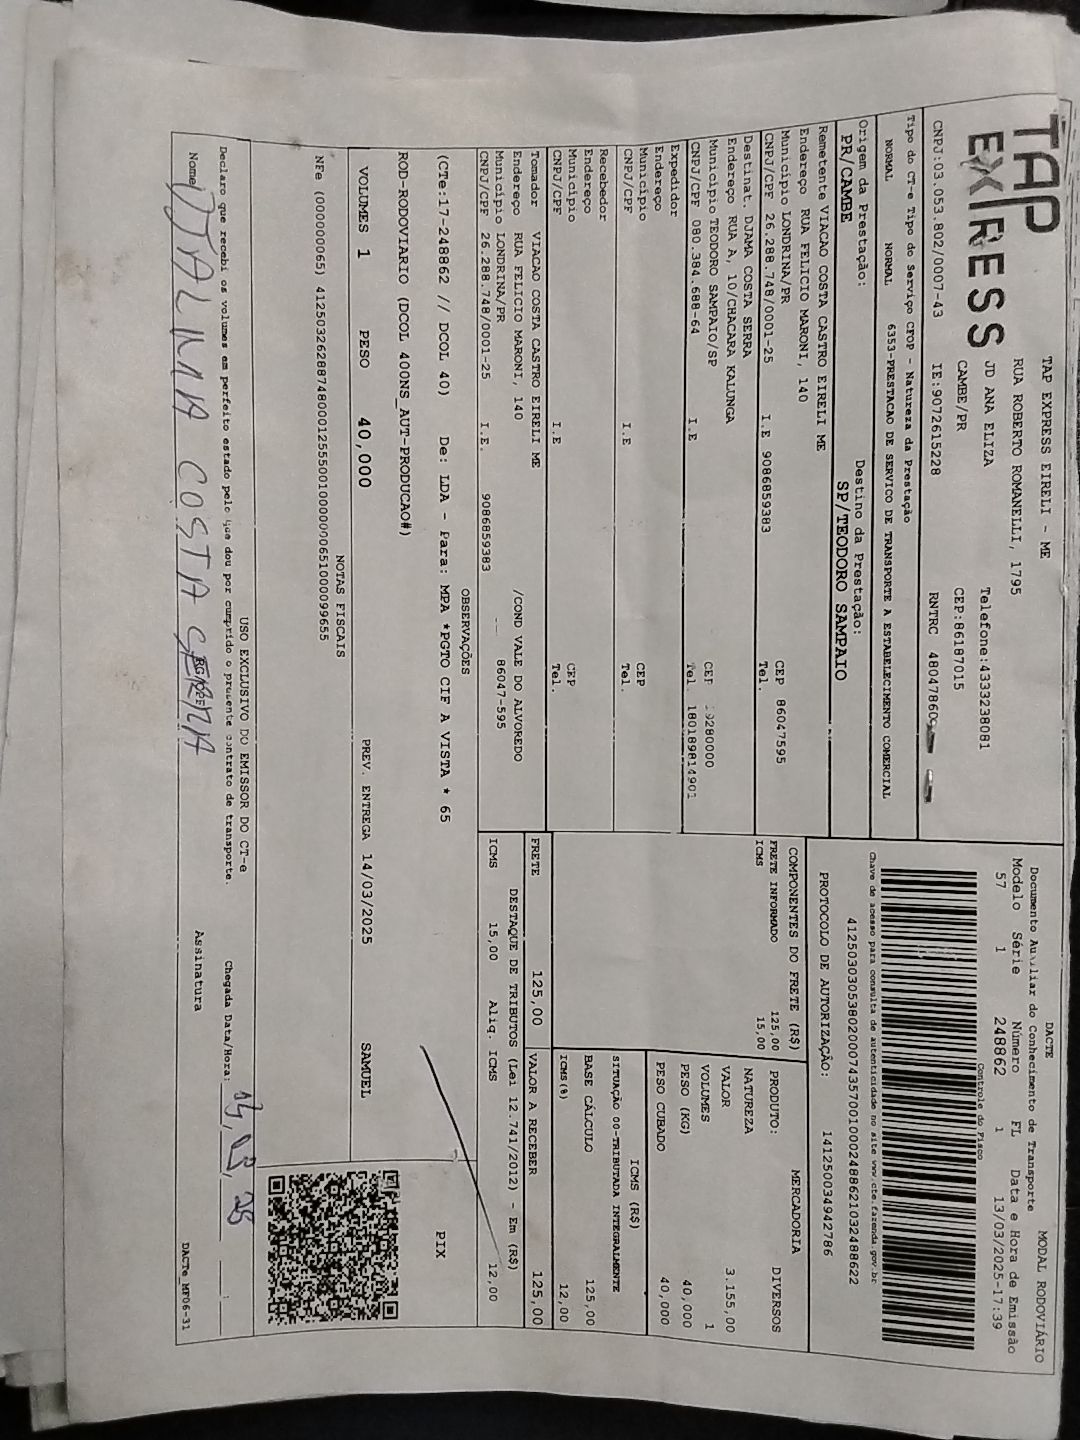 TAP
EXPRESS
TAP EXPRESS EIRELI - ME
RUA ROBERTO ROMANELLI, 1795
JD ANA ELIZA
Telefone:4333238081
CAMBE/PR
CEP:86187015
CNPJ:03.053.802/0007-43
IE:9072615228
RNTRC
Tipo do CT-e Tipo do Serviço CFOP - Natureza da Prestação
NORMAL NORMAL 6353-PRESTACAO DE SERVICO DE TRANSPORTE A ESTABELECIMENTO COMERCIAL
Origem da Prestação:
PR/CAMBE
Destino da Prestação:
SP/TEODORO SAMPAIO
Remetente VIACAO COSTA CASTRO EIRELI ME
Endereço RUA FELICIO MARONI, 140
Município LONDRINA/PR
CEP 86047595
CNPJ/CPF 26.288.748/0001-25
I.E 9086859383
Tel.
Destinat. DJAMA COSTA SERRA
Endereço RUA A, 10/CHACARA KALUNGA
Município TEODORO SAMPAIO/SP
CEP 19280000
CNPJ/CPF 080.384.688-64
I.E
Tel. 180189814901
Expedidor
Endereço
Município
CEP
CNPJ/CPF
I.E
Tel.
Recebedor
Endereço
Município
CEP
CNPJ/CPF
I.E
Tel.
Tomador VIACAO COSTA CASTRO EIRELI ME
Endereço RUA FELICIO MARONI, 140
/COND VALE DO ALVOREDO
Município LONDRINA/PR
86047-595
CNPJ/CPF 26.288.748/0001-25
I.E.
9086859383
OBSERVAÇÕES
(CTe:17-248862 // DCOL 40) De: LDA - Para: MPA *PGTO CIF A VISTA * 65
ROD-RODOVIARIO (DCOL 400NS_AUT-PRODUCAO#)
DACTE
Documento Auxiliar do Conhecimento de Transporte
MODAL RODOVIÁRIO
Modelo Série Número FL Data e Hora de Emissão
57 1 248862 1 13/03/2025-17:39
Controle do Fisco
Chave de acesso para consulta de autenticidade no site www.cte.fazenda.gov.br
41250303053802000743570010002488621032488622
PROTOCOLO DE AUTORIZAÇÃO: 141250034942786
COMPONENTES DO FRETE (R$)
FRETE INFORMADO 125,00
ICMS 15,00
MERCADORIA
PRODUTO: DIVERSOS
NATUREZA
VALOR 3.155,00
VOLUMES 1
PESO (KG) 40,000
PESO CUBADO 40,000
ICMS (R$)
SITUAÇÃO 00-TRIBUTADA INTEGRALMENTE
BASE CÁLCULO 125,00
ICMS(%) 12,00
FRETE 125,00
VALOR A RECEBER 125,00
DESTAQUE DE TRIBUTOS (Lei 12.741/2012) - Em (R$)
ICMS 15,00 Aliq. ICMS 12,00
PIX
VOLUMES 1 PESO 40,000 PREV. ENTREGA 14/03/2025 SAMUEL
NOTAS FISCAIS
NFe (000000065) 41250326288748000125550010000000651000099655
USO EXCLUSIVO DO EMISSOR DO CT-e
Declaro que recebi os volumes em perfeito estado pelo que dou por cumprido o presente contrato de transporte.
Chegada Data/Hora: 14, 03, 25
Nome DJALMA COSTA SERRA
Assinatura
DACTe_MF06-31